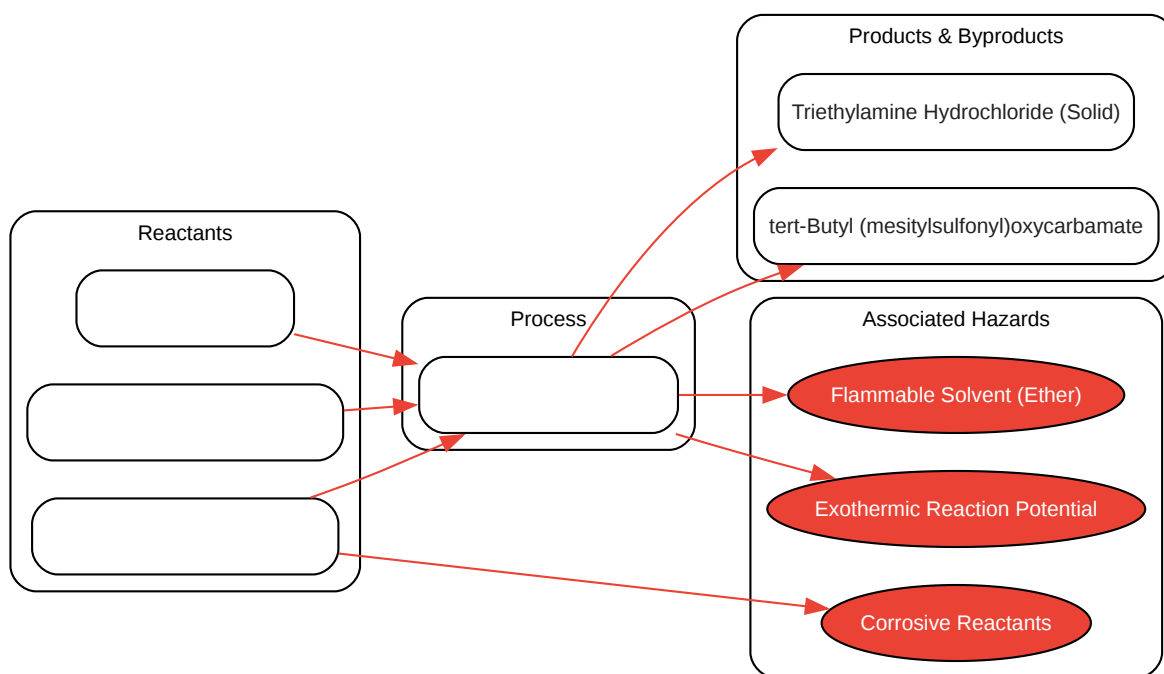 Products & Byproducts
Triethylamine Hydrochloride (Solid)
tert-Butyl (mesitylsulfonyl)oxycarbamate
Reactants
Process
Associated Hazards
Flammable Solvent (Ether)
Exothermic Reaction Potential
Corrosive Reactants